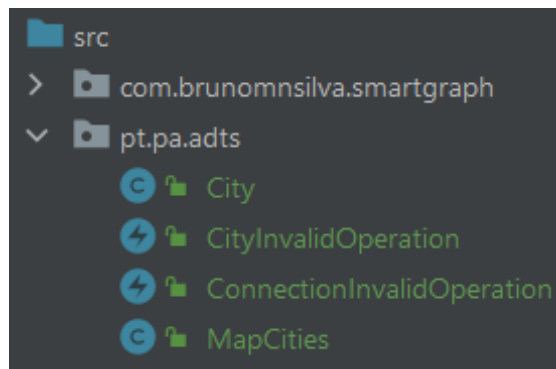 src
com.brunomnsilva.smartgraph
pt.pa.adts
C City
CityInvalidOperation
ConnectionInvalidOperation
C MapCities